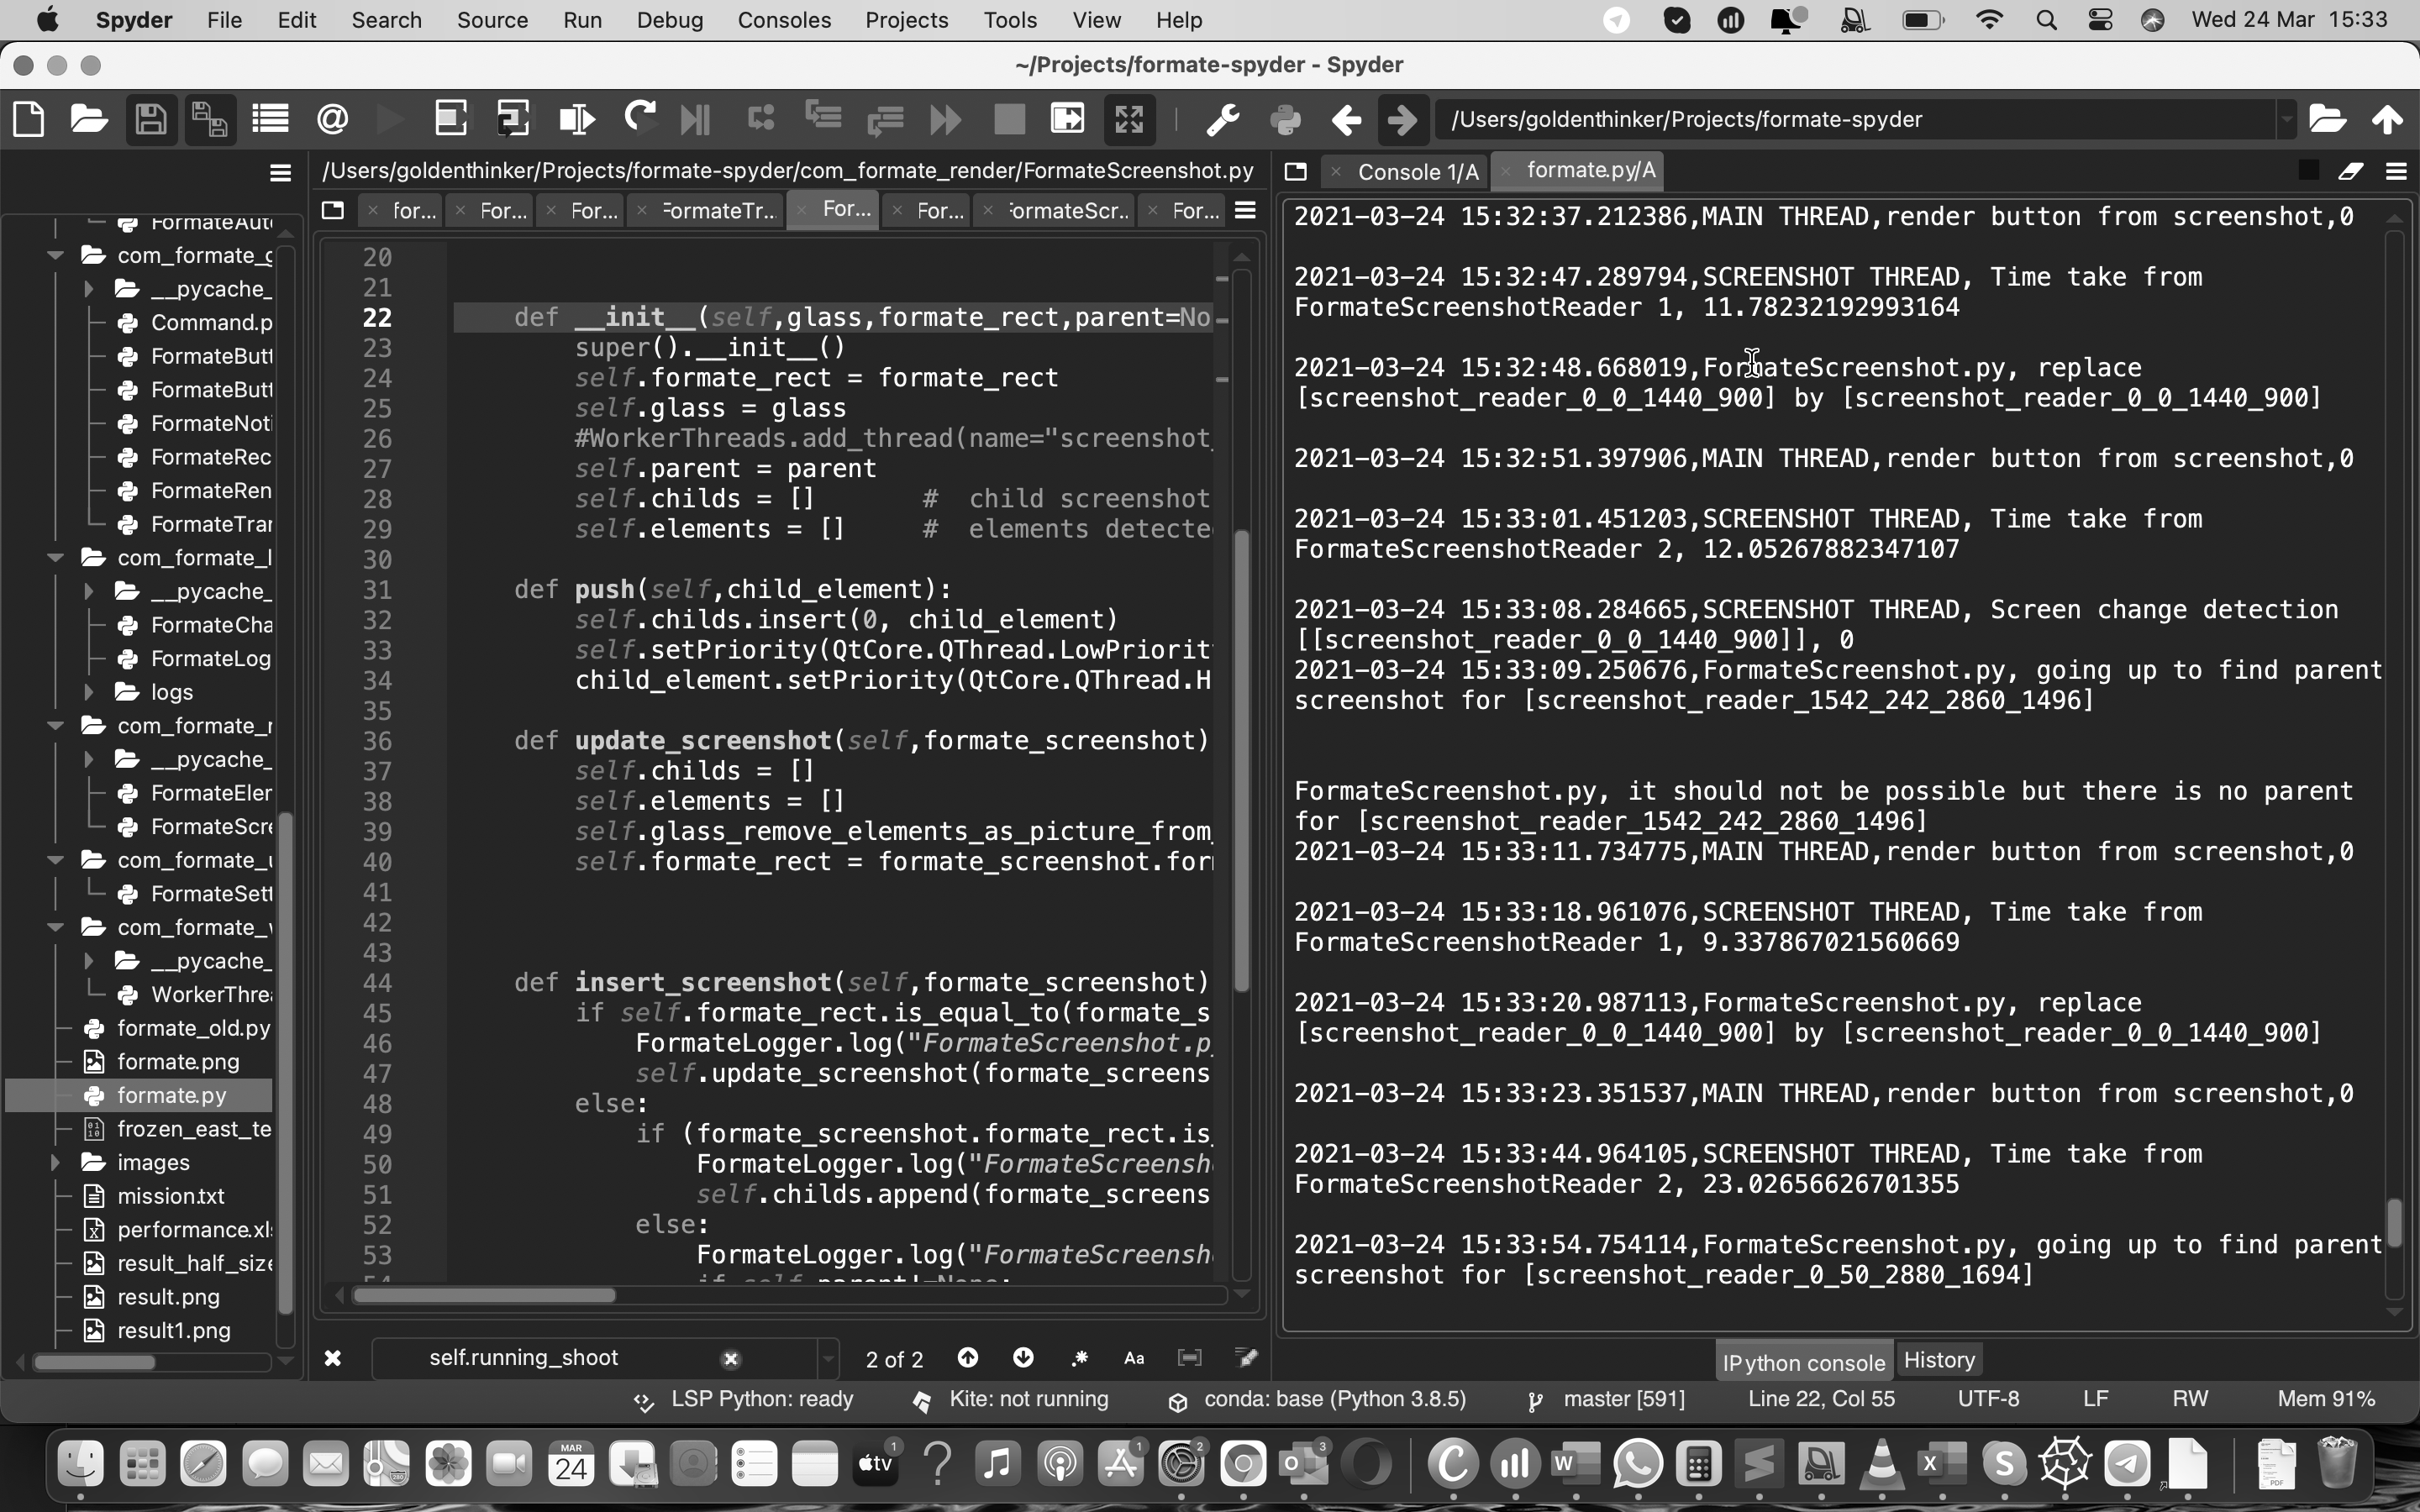 Spyder File Edit Search Source Run Debug Consoles Projects Tools View Help Wed 24 Mar 15:33
~/Projects/formate-spyder - Spyder
/Users/goldenthinker/Projects/formate-spyder
/Users/goldenthinker/Projects/formate-spyder/com_formate_render/FormateScreenshot.py
for... For... For... FormateTr... For... For... ormateScr... For...
FormateAut
com_formate_g
__pycache_
Command.p
FormateButt
FormateButt
FormateNoti
FormateRec
FormateRen
FormateTrar
com_formate_l
__pycache_
FormateCha
FormateLog
logs
com_formate_r
__pycache_
FormateElem
FormateScre
com_formate_u
FormateSett
com_formate_w
__pycache_
WorkerThrea
formate_old.py
formate.png
formate.py
frozen_east_te
images
mission.txt
performance.xls
result_half_size
result.png
result1.png
20
21
22 def __init__(self,glass,formate_rect,parent=No
23 super().__init__()
24 self.formate_rect = formate_rect
25 self.glass = glass
26 #WorkerThreads.add_thread(name="screenshot_
27 self.parent = parent
28 self.childs = [] # child screenshot
29 self.elements = [] # elements detecte
30
31 def push(self,child_element):
32 self.childs.insert(0, child_element)
33 self.setPriority(QtCore.QThread.LowPriorit
34 child_element.setPriority(QtCore.QThread.H
35
36 def update_screenshot(self,formate_screenshot)
37 self.childs = []
38 self.elements = []
39 self.glass_remove_elements_as_picture_from_
40 self.formate_rect = formate_screenshot.for
41
42
43
44 def insert_screenshot(self,formate_screenshot)
45 if self.formate_rect.is_equal_to(formate_s
46 FormateLogger.log("FormateScreenshot.p
47 self.update_screenshot(formate_screens
48 else:
49 if (formate_screenshot.formate_rect.is_
50 FormateLogger.log("FormateScreensh
51 self.childs.append(formate_screens
52 else:
53 FormateLogger.log("FormateScreensh
54 if self.parent!=None:
self.running_shoot 2 of 2 Aa
Console 1/A formate.py/A
2021-03-24 15:32:37.212386,MAIN THREAD,render button from screenshot,0
2021-03-24 15:32:47.289794,SCREENSHOT THREAD, Time take from
FormateScreenshotReader 1, 11.78232192993164
2021-03-24 15:32:48.668019,FormateScreenshot.py, replace
[screenshot_reader_0_0_1440_900] by [screenshot_reader_0_0_1440_900]
2021-03-24 15:32:51.397906,MAIN THREAD,render button from screenshot,0
2021-03-24 15:33:01.451203,SCREENSHOT THREAD, Time take from
FormateScreenshotReader 2, 12.05267882347107
2021-03-24 15:33:08.284665,SCREENSHOT THREAD, Screen change detection
[[screenshot_reader_0_0_1440_900]], 0
2021-03-24 15:33:09.250676,FormateScreenshot.py, going up to find parent
screenshot for [screenshot_reader_1542_242_2860_1496]
FormateScreenshot.py, it should not be possible but there is no parent
for [screenshot_reader_1542_242_2860_1496]
2021-03-24 15:33:11.734775,MAIN THREAD,render button from screenshot,0
2021-03-24 15:33:18.961076,SCREENSHOT THREAD, Time take from
FormateScreenshotReader 1, 9.337867021560669
2021-03-24 15:33:20.987113,FormateScreenshot.py, replace
[screenshot_reader_0_0_1440_900] by [screenshot_reader_0_0_1440_900]
2021-03-24 15:33:23.351537,MAIN THREAD,render button from screenshot,0
2021-03-24 15:33:44.964105,SCREENSHOT THREAD, Time take from
FormateScreenshotReader 2, 23.02656626701355
2021-03-24 15:33:54.754114,FormateScreenshot.py, going up to find parent
screenshot for [screenshot_reader_0_50_2880_1694]
IPython console History
LSP Python: ready Kite: not running conda: base (Python 3.8.5) master [591] Line 22, Col 55 UTF-8 LF RW Mem 91%
MAR
24
tv 1 1 2 3
W X S PDF